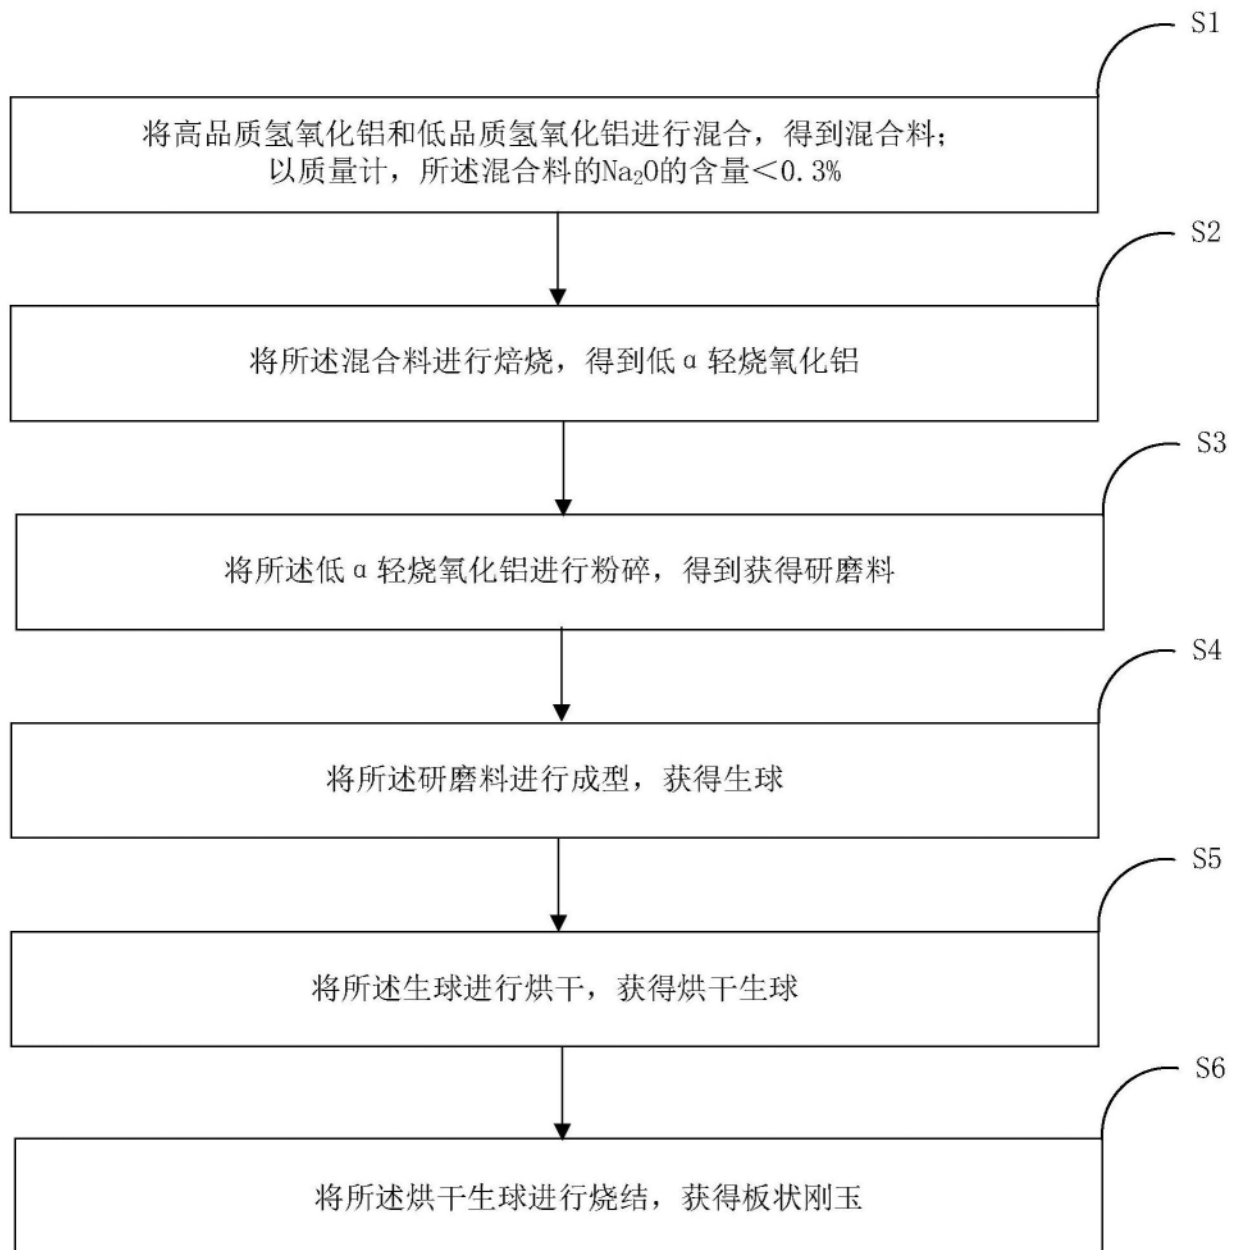 S1
将高品质氢氧化铝和低品质氢氧化铝进行混合，得到混合料；
以质量计，所述混合料的Na₂O的含量＜0.3%
S2
将所述混合料进行焙烧，得到低α轻烧氧化铝
S3
将所述低α轻烧氧化铝进行粉碎，得到获得研磨料
S4
将所述研磨料进行成型，获得生球
S5
将所述生球进行烘干，获得烘干生球
S6
将所述烘干生球进行烧结，获得板状刚玉